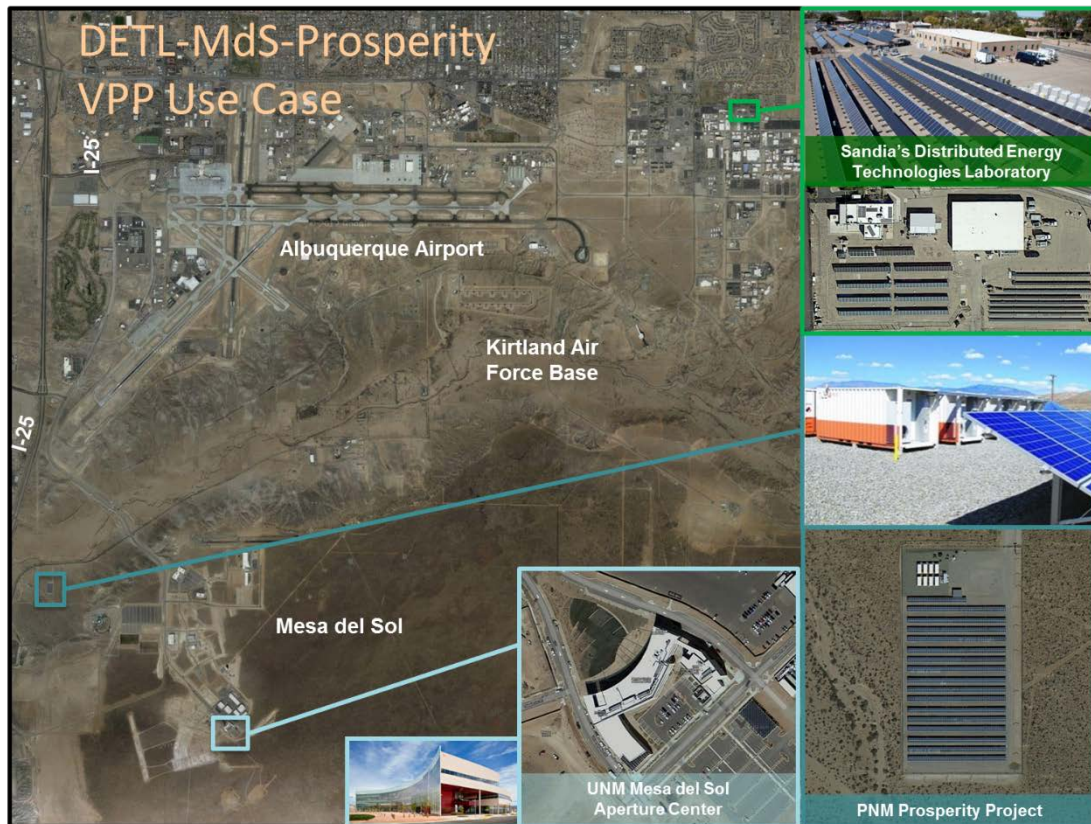 DETL-MdS-Prosperity
VPP Use Case
I-25
Albuquerque Airport
Kirtland Air
Force Base
I-25
Mesa del Sol
Sandia's Distributed Energy
Technologies Laboratory
UNM Mesa del Sol
Aperture Center
PNM Prosperity Project